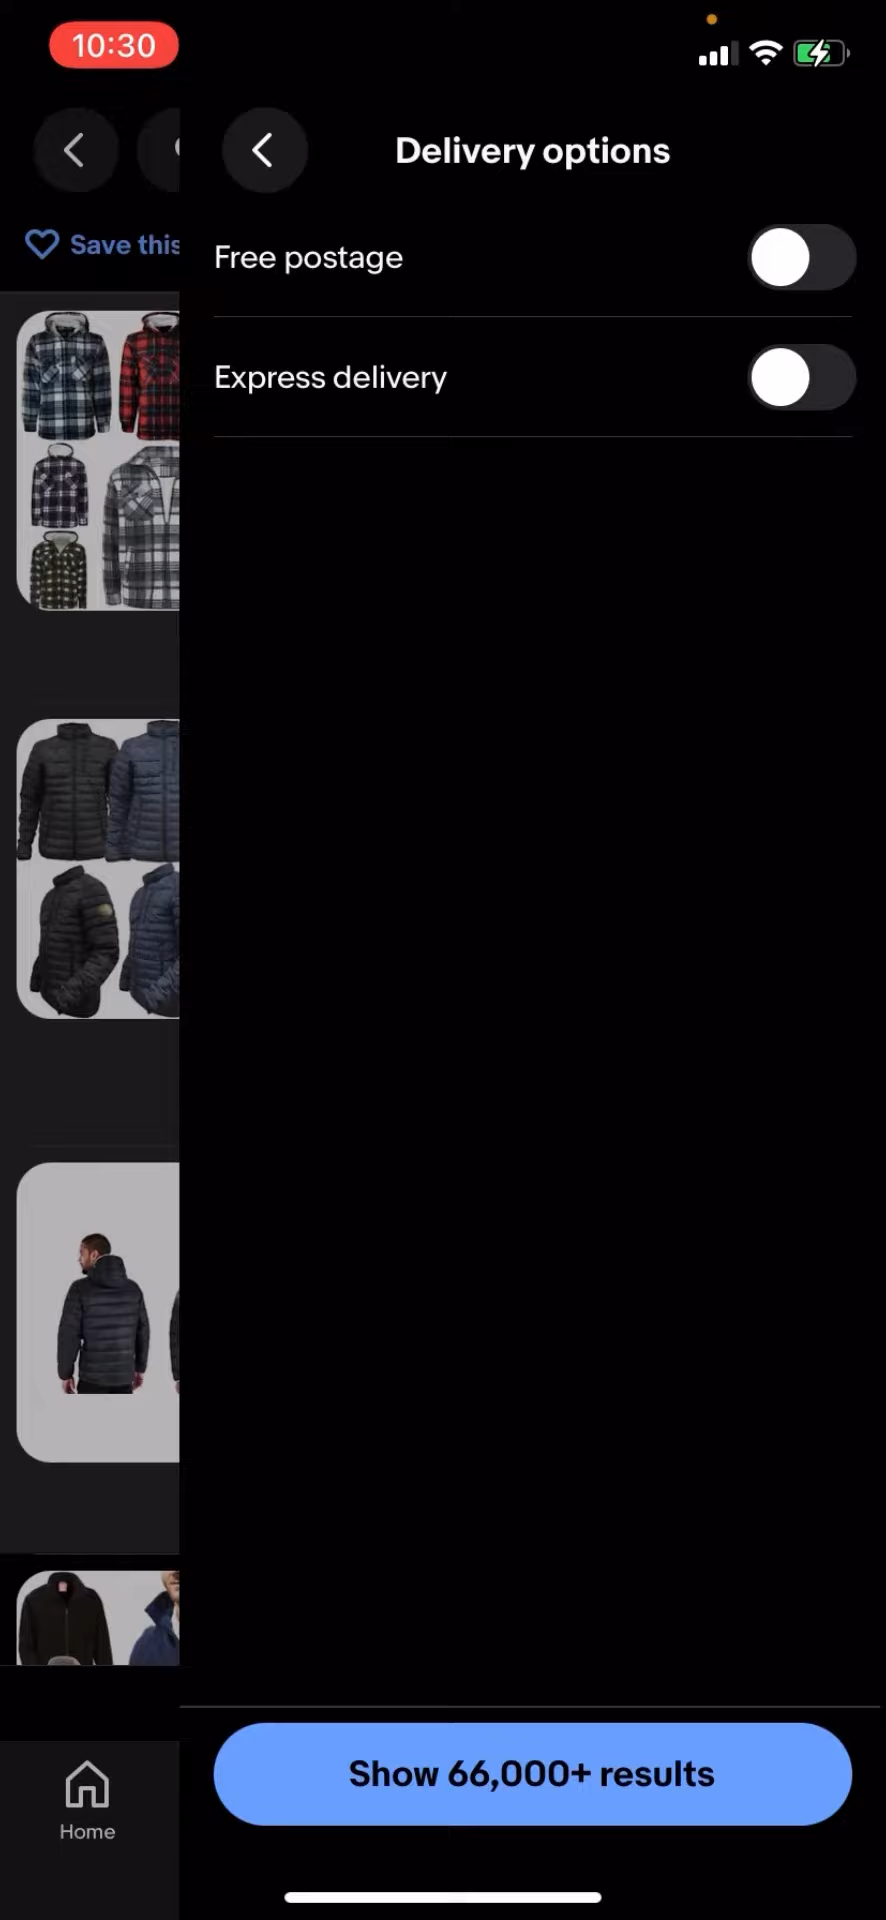 10:30
Delivery options
Save this
Free postage
Express delivery
Show 66,000+ results
Home